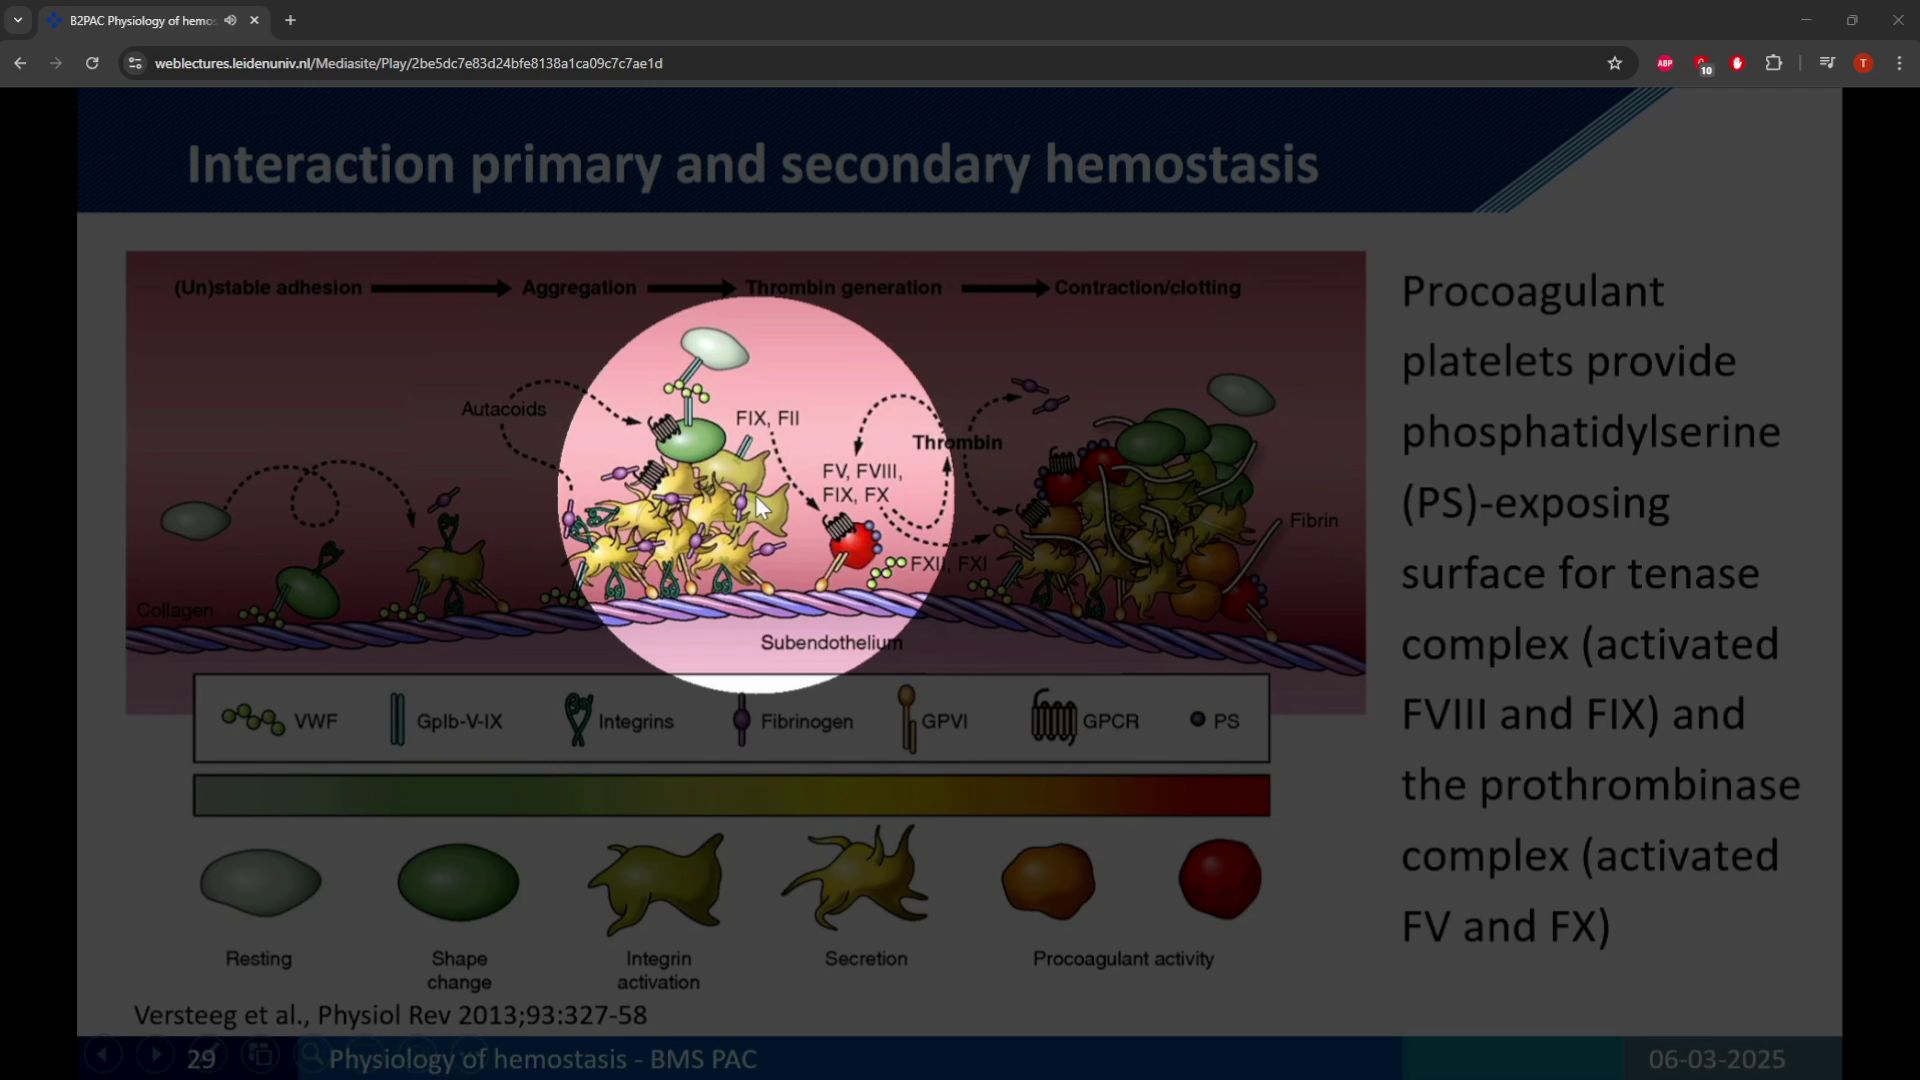 B2PAC Physiology of hemos
weblectures.leidenuniv.nl/Mediasite/Play/2be5dc7e83d24bfe8138a1ca09c7c7ae1d
ABP
10
T
Interaction primary and secondary hemostasis
(Un)stable adhesion
Aggregation
Thrombin generation
Contraction/clotting
Autacoids
FIX, FII
Thrombin
FV, FVIII,
FIX, FX
Fibrin
FXII, FXI
Collagen
Subendothelium
VWF
GpIb-V-IX
Integrins
Fibrinogen
GPVI
GPCR
PS
Resting
Shape
change
Integrin
activation
Secretion
Procoagulant activity
Versteeg et al., Physiol Rev 2013;93:327-58
Procoagulant
platelets provide
phosphatidylserine
(PS)-exposing
surface for tenase
complex (activated
FVIII and FIX) and
the prothrombinase
complex (activated
FV and FX)
29
Physiology of hemostasis - BMS PAC
06-03-2025